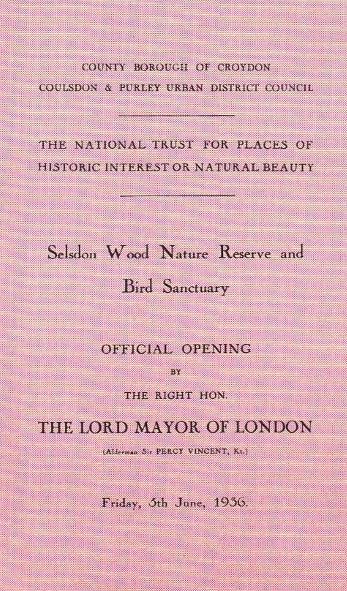 COUNTY BOROUGH OF CROYDON
COULSDON & PURLEY URBAN DISTRICT COUNCIL
THE NATIONAL TRUST FOR PLACES OF
HISTORIC INTEREST OR NATURAL BEAUTY
Selsdon Wood Nature Reserve and
Bird Sanctuary
OFFICIAL OPENING
BY
THE RIGHT HON.
THE LORD MAYOR OF LONDON
(Alderman Sir PERCY VINCENT, Kt.)
Friday, 5th June, 1936.